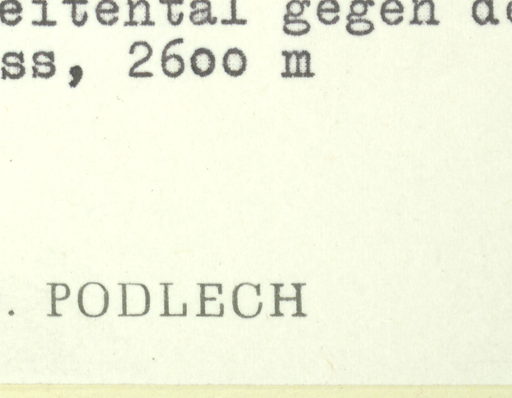 eitental gegen de
ss, 2600 m
. PODLECH